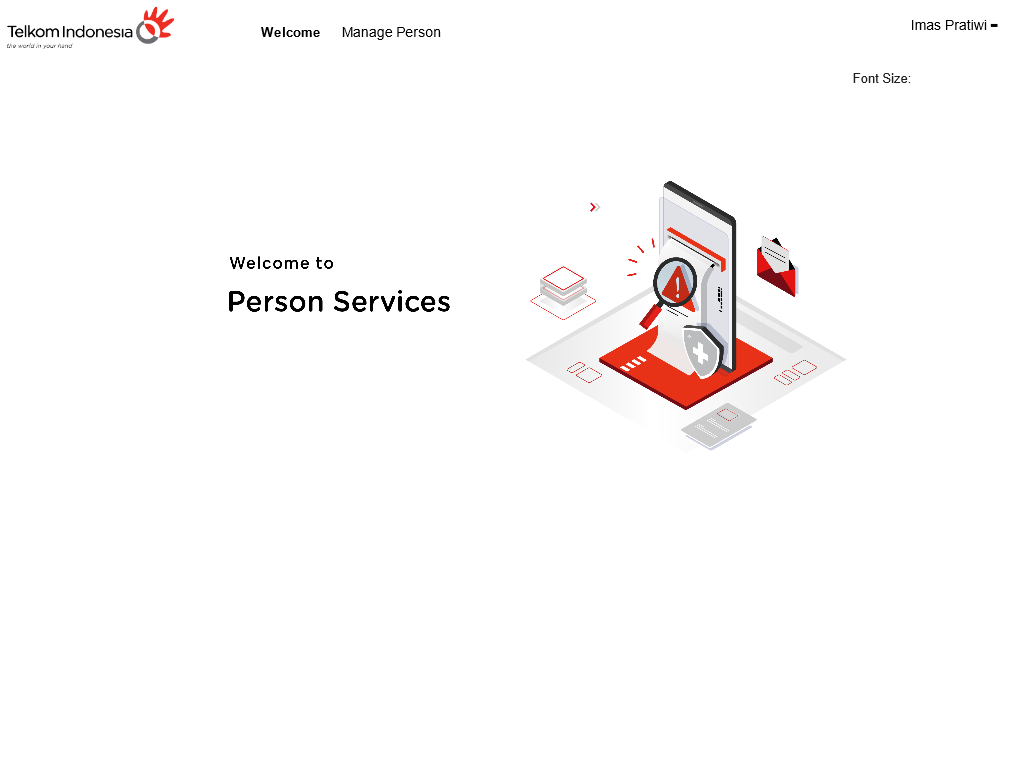 Telkom Indonesia
the world in your hand
Welcome
Manage Person
Imas Pratiwi
Font Size:
Welcome to
Person Services